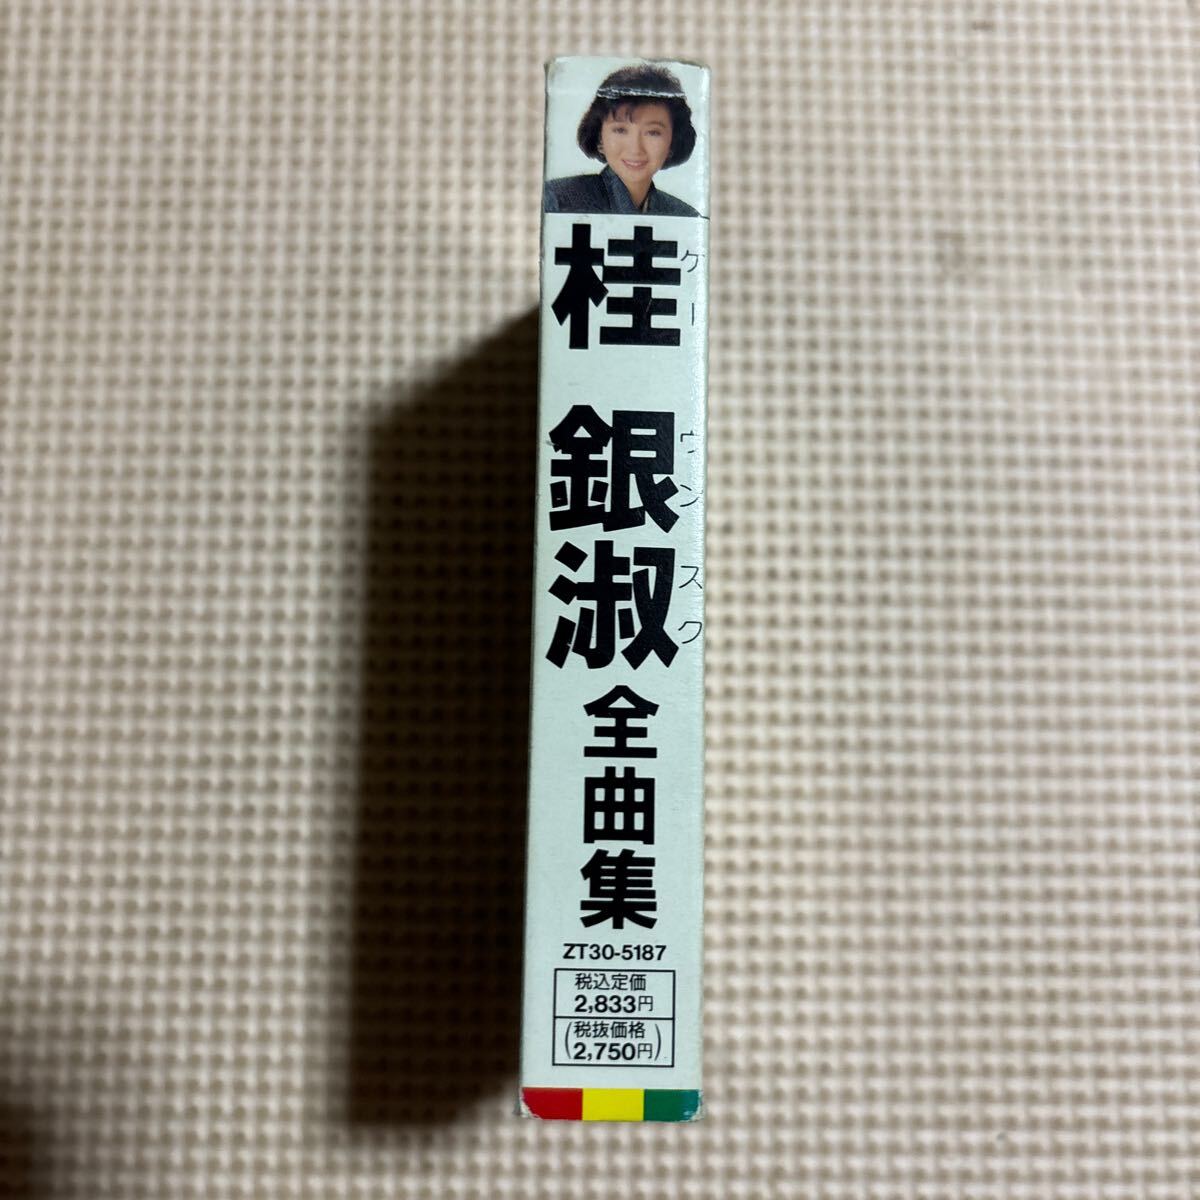 桂 銀淑
ケー ウンスク
全曲集
ZT30-5187
税込定価
2,833円
(税抜価格
2,750円)